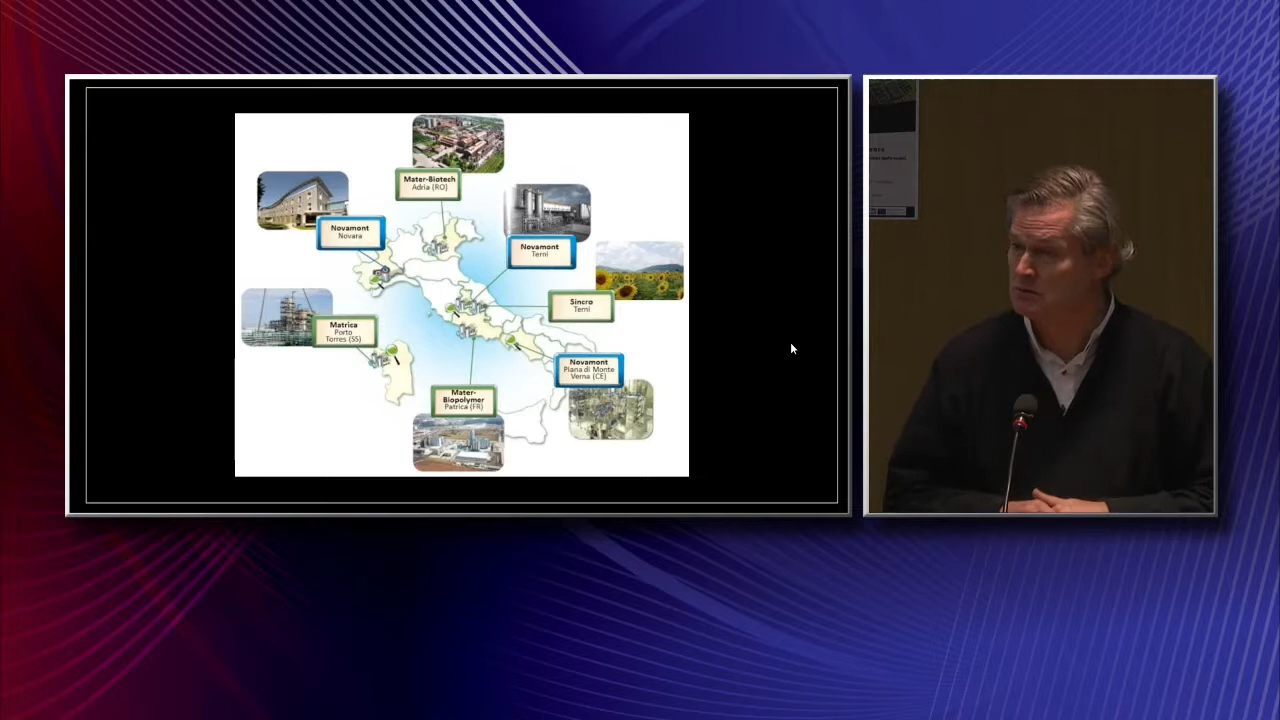 Mater-Biotech
Adria (RO)
Novamont
Novara
Novamont
Terni
Sincro
Terni
Matrica
Porto
Torres (SS)
Novamont
Piana di Monte
Verna (CE)
Mater-
Biopolymer
Patrica (FR)